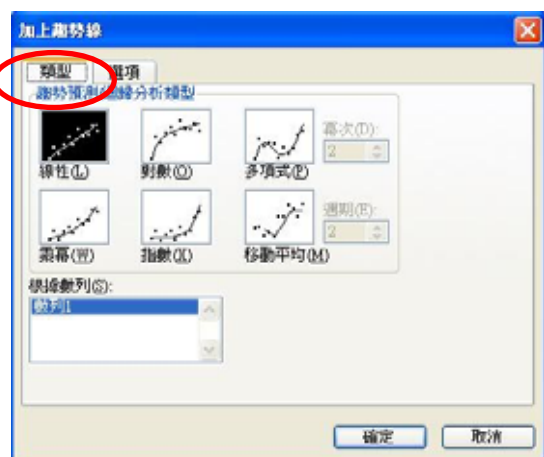 加上趨勢線
類型 選項
趨勢預測/迴歸分析類型
線性(L) 對數(O) 多項式(P) 冪次(D):
2
乘冪(W) 指數(X) 移動平均(M) 週期(E):
2
根據數列(S):
數列1
確定 取消